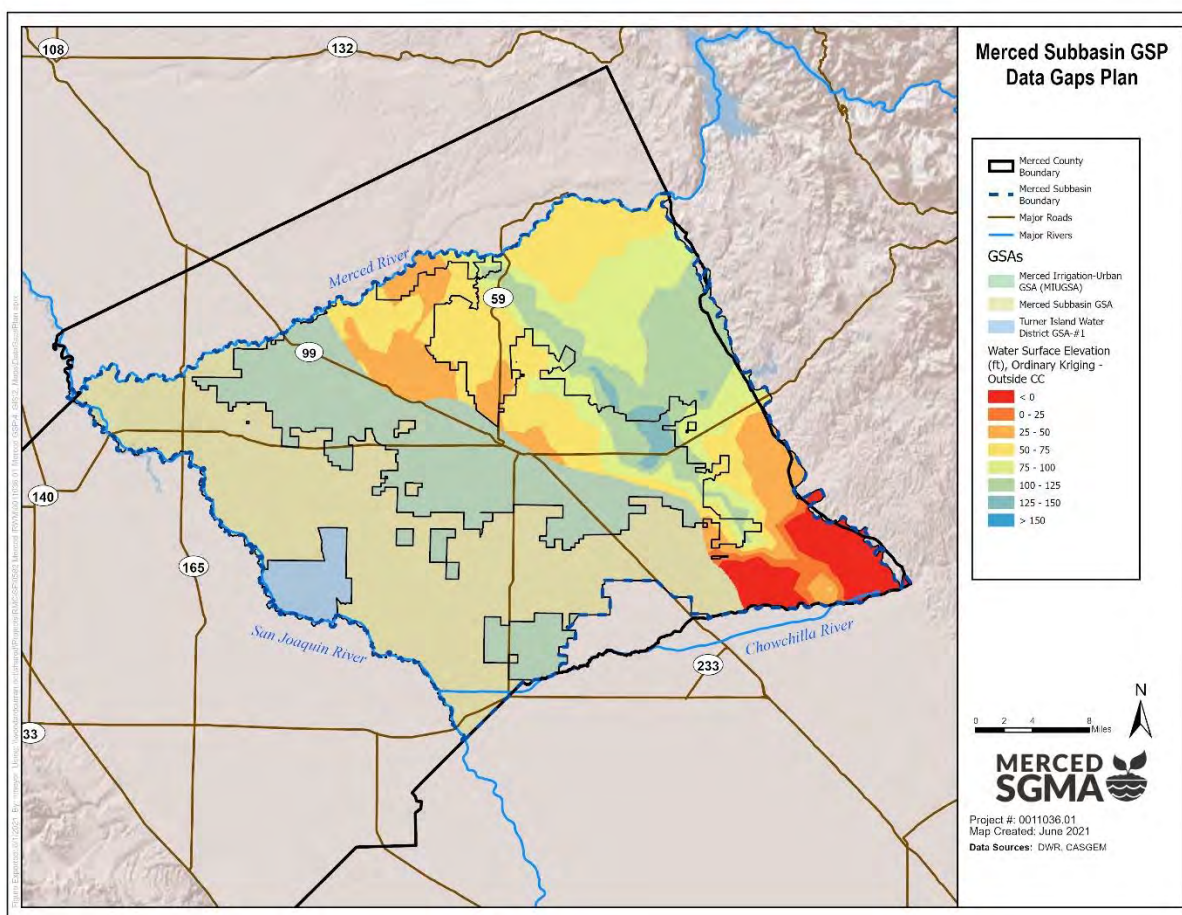 Merced Subbasin GSP
Data Gaps Plan
Merced County
Boundary
Merced Subbasin
Boundary
Major Roads
Major Rivers
GSAs
Merced Irrigation-Urban
GSA (MIUGSA)
Merced Subbasin GSA
Turner Island Water
District GSA-#1
Water Surface Elevation
(ft), Ordinary Kriging -
Outside CC
< 0
0 - 25
25 - 50
50 - 75
75 - 100
100 - 125
125 - 150
> 150
108
132
Merced River
59
99
140
165
San Joaquin River
Chowchilla River
233
33
N
0 2 4 8
Miles
MERCED
SGMA
Project #: 0011036.01
Map Created: June 2021
Data Sources: DWR. CASGEM